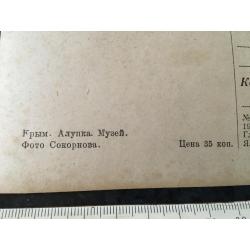 Крым. Алупка. Музей.
Фото Сокорнова.
Цена 35 коп.